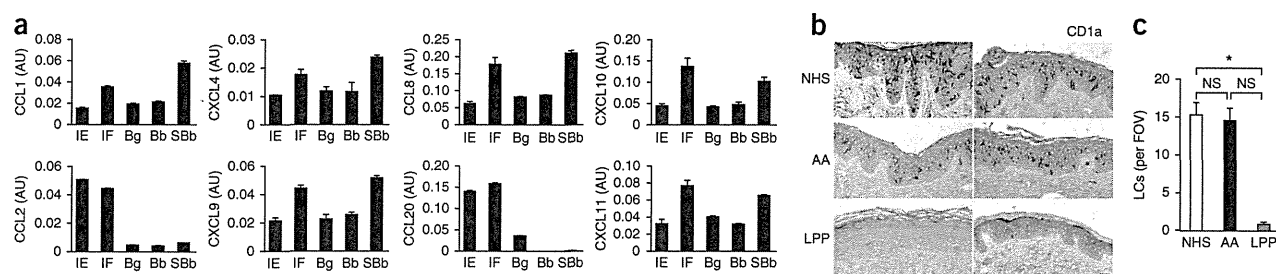 a
CCL1 (AU)
0.08
0.06
0.04
0.02
0
IE IF Bg Bb SBb
CXCL4 (AU)
0.03
0.02
0.01
0
IE IF Bg Bb SBb
CCL8 (AU)
0.25
0.20
0.15
0.10
0.05
0
IE IF Bg Bb SBb
CXCL10 (AU)
0.20
0.15
0.10
0.05
0
IE IF Bg Bb SBb
CCL2 (AU)
0.06
0.04
0.02
0
IE IF Bg Bb SBb
CXCL9 (AU)
0.06
0.04
0.02
0
IE IF Bg Bb SBb
CCL20 (AU)
0.20
0.15
0.10
0.05
0
IE IF Bg Bb SBb
CXCL11 (AU)
0.11
0.08
0.06
0.04
0.02
0
IE IF Bg Bb SBb
b
CD1a
NHS
AA
LPP
c
LCs (per FOV)
20
15
10
5
0
*
NS NS
NHS AA LPP